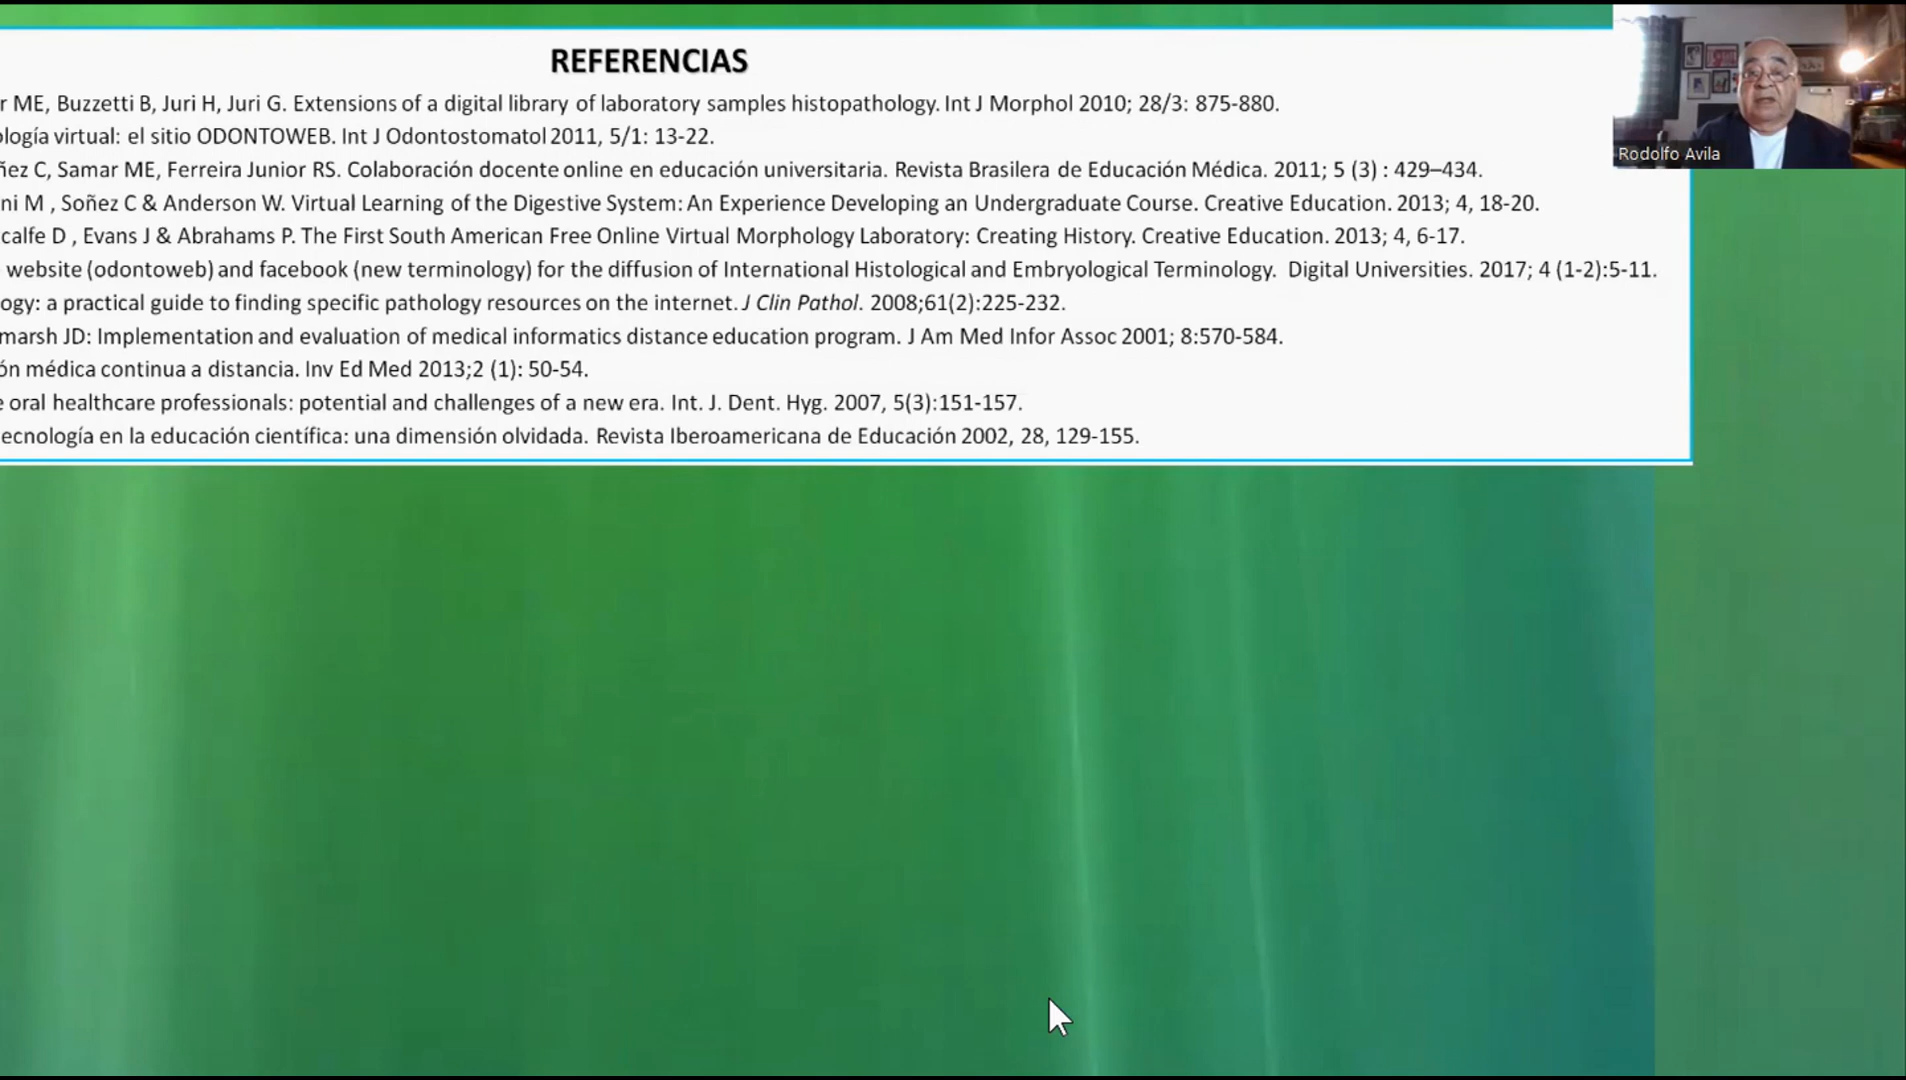 REFERENCIAS
r ME, Buzzetti B, Juri H, Juri G. Extensions of a digital library of laboratory samples histopathology. Int J Morphol 2010; 28/3: 875-880.
ología virtual: el sitio ODONTOWEB. Int J Odontostomatol 2011, 5/1: 13-22.
ñez C, Samar ME, Ferreira Junior RS. Colaboración docente online en educación universitaria. Revista Brasilera de Educación Médica. 2011; 5 (3) : 429–434.
ni M , Soñez C & Anderson W. Virtual Learning of the Digestive System: An Experience Developing an Undergraduate Course. Creative Education. 2013; 4, 18-20.
calfe D , Evans J & Abrahams P. The First South American Free Online Virtual Morphology Laboratory: Creating History. Creative Education. 2013; 4, 6-17.
website (odontoweb) and facebook (new terminology) for the diffusion of International Histological and Embryological Terminology. Digital Universities. 2017; 4 (1-2):5-11.
ogy: a practical guide to finding specific pathology resources on the internet. J Clin Pathol. 2008;61(2):225-232.
marsh JD: Implementation and evaluation of medical informatics distance education program. J Am Med Infor Assoc 2001; 8:570-584.
ón médica continua a distancia. Inv Ed Med 2013;2 (1): 50-54.
e oral healthcare professionals: potential and challenges of a new era. Int. J. Dent. Hyg. 2007, 5(3):151-157.
ecnología en la educación científica: una dimensión olvidada. Revista Iberoamericana de Educación 2002, 28, 129-155.
Rodolfo Avila